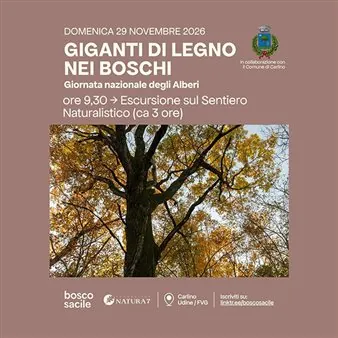 DOMENICA 29 NOVEMBRE 2026
GIGANTI DI LEGNO
NEI BOSCHI
Giornata nazionale degli Alberi
in collaborazione con
il Comune di Carlino
ore 9,30 → Escursione sul Sentiero
Naturalistico (ca 3 ore)
bosco
sacile
NATURA7
Carlino
Udine / FVG
Iscriviti su:
linktr.ee/boscosacile